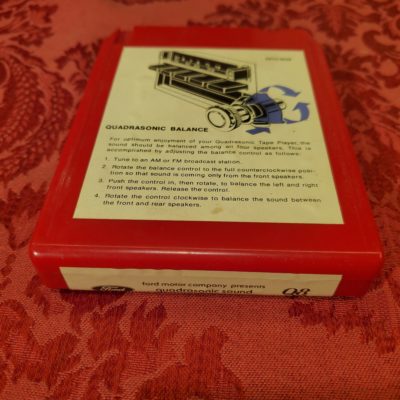 QUADRASONIC BALANCE
For optimum enjoyment of your Quadrasonic Tape Player, the
sound should be balanced among all four speakers. This is
accomplished by adjusting the balance control as follows:
1. Tune to an AM or FM broadcast station.
2. Rotate the balance control to the full counterclockwise posi-
tion so that sound is coming only from the front speakers.
3. Push the control in, then rotate, to balance the left and right
front speakers. Release the control.
4. Rotate the control clockwise to balance the sound between
the front and rear speakers.
Ford
ford motor company presents
quadrasonic sound
Q8